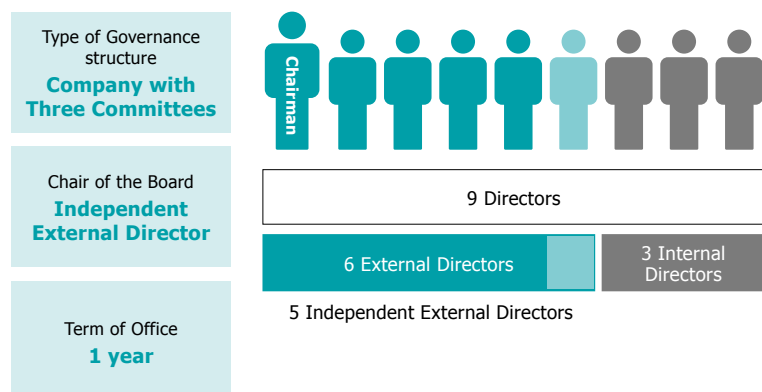 Type of Governance
structure
Company with
Three Committees
Chair of the Board
Independent
External Director
Term of Office
1 year
Chairman
9 Directors
6 External Directors
3 Internal
Directors
5 Independent External Directors